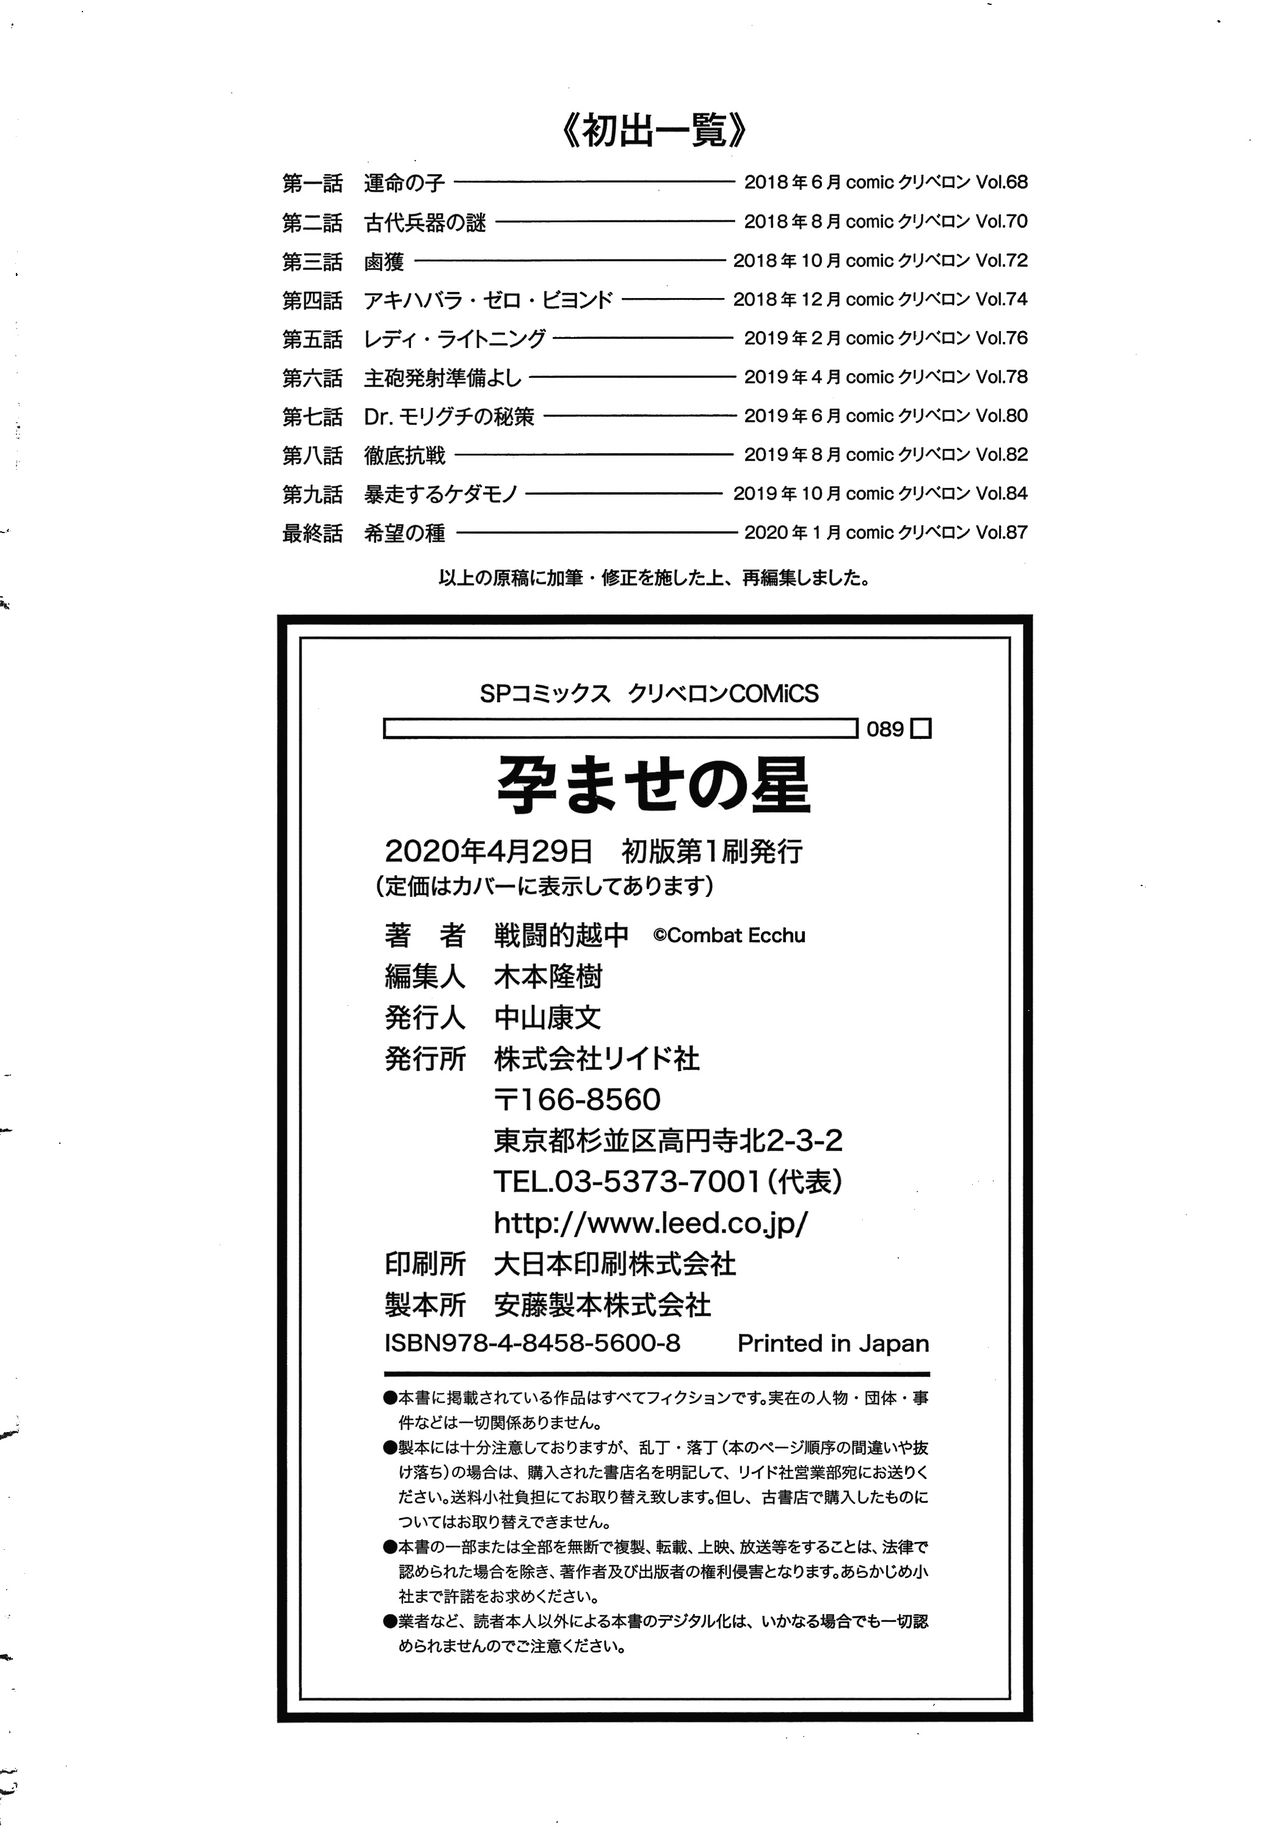 《初出一覧》
第一話　運命の子 ―――― 2018年6月 comic クリベロン Vol.68
第二話　古代兵器の謎 ―――― 2018年8月 comic クリベロン Vol.70
第三話　鹵獲 ―――― 2018年10月 comic クリベロン Vol.72
第四話　アキハバラ・ゼロ・ビヨンド ―――― 2018年12月 comic クリベロン Vol.74
第五話　レディ・ライトニング ―――― 2019年2月 comic クリベロン Vol.76
第六話　主砲発射準備よし ―――― 2019年4月 comic クリベロン Vol.78
第七話　Dr.モリグチの秘策 ―――― 2019年6月 comic クリベロン Vol.80
第八話　徹底抗戦 ―――― 2019年8月 comic クリベロン Vol.82
第九話　暴走するケダモノ ―――― 2019年10月 comic クリベロン Vol.84
最終話　希望の種 ―――― 2020年1月 comic クリベロン Vol.87
以上の原稿に加筆・修正を施した上、再編集しました。
SPコミックス　クリベロンCOMiCS
089
孕ませの星
2020年4月29日　初版第1刷発行
（定価はカバーに表示してあります）
著　者　戦闘的越中　©Combat Ecchu
編集人　木本隆樹
発行人　中山康文
発行所　株式会社リイド社
〒166-8560
東京都杉並区高円寺北2-3-2
TEL.03-5373-7001（代表）
http://www.leed.co.jp/
印刷所　大日本印刷株式会社
製本所　安藤製本株式会社
ISBN978-4-8458-5600-8　Printed in Japan
●本書に掲載されている作品はすべてフィクションです。実在の人物・団体・事
件などは一切関係ありません。
●製本には十分注意しておりますが、乱丁・落丁（本のページ順序の間違いや抜
け落ち）の場合は、購入された書店名を明記して、リイド社営業部宛にお送りく
ださい。送料小社負担にてお取り替え致します。但し、古書店で購入したものに
ついてはお取り替えできません。
●本書の一部または全部を無断で複製、転載、上映、放送等をすることは、法律で
認められた場合を除き、著作者及び出版者の権利侵害となります。あらかじめ小
社まで許諾をお求めください。
●業者など、読者本人以外による本書のデジタル化は、いかなる場合でも一切認
められませんのでご注意ください。